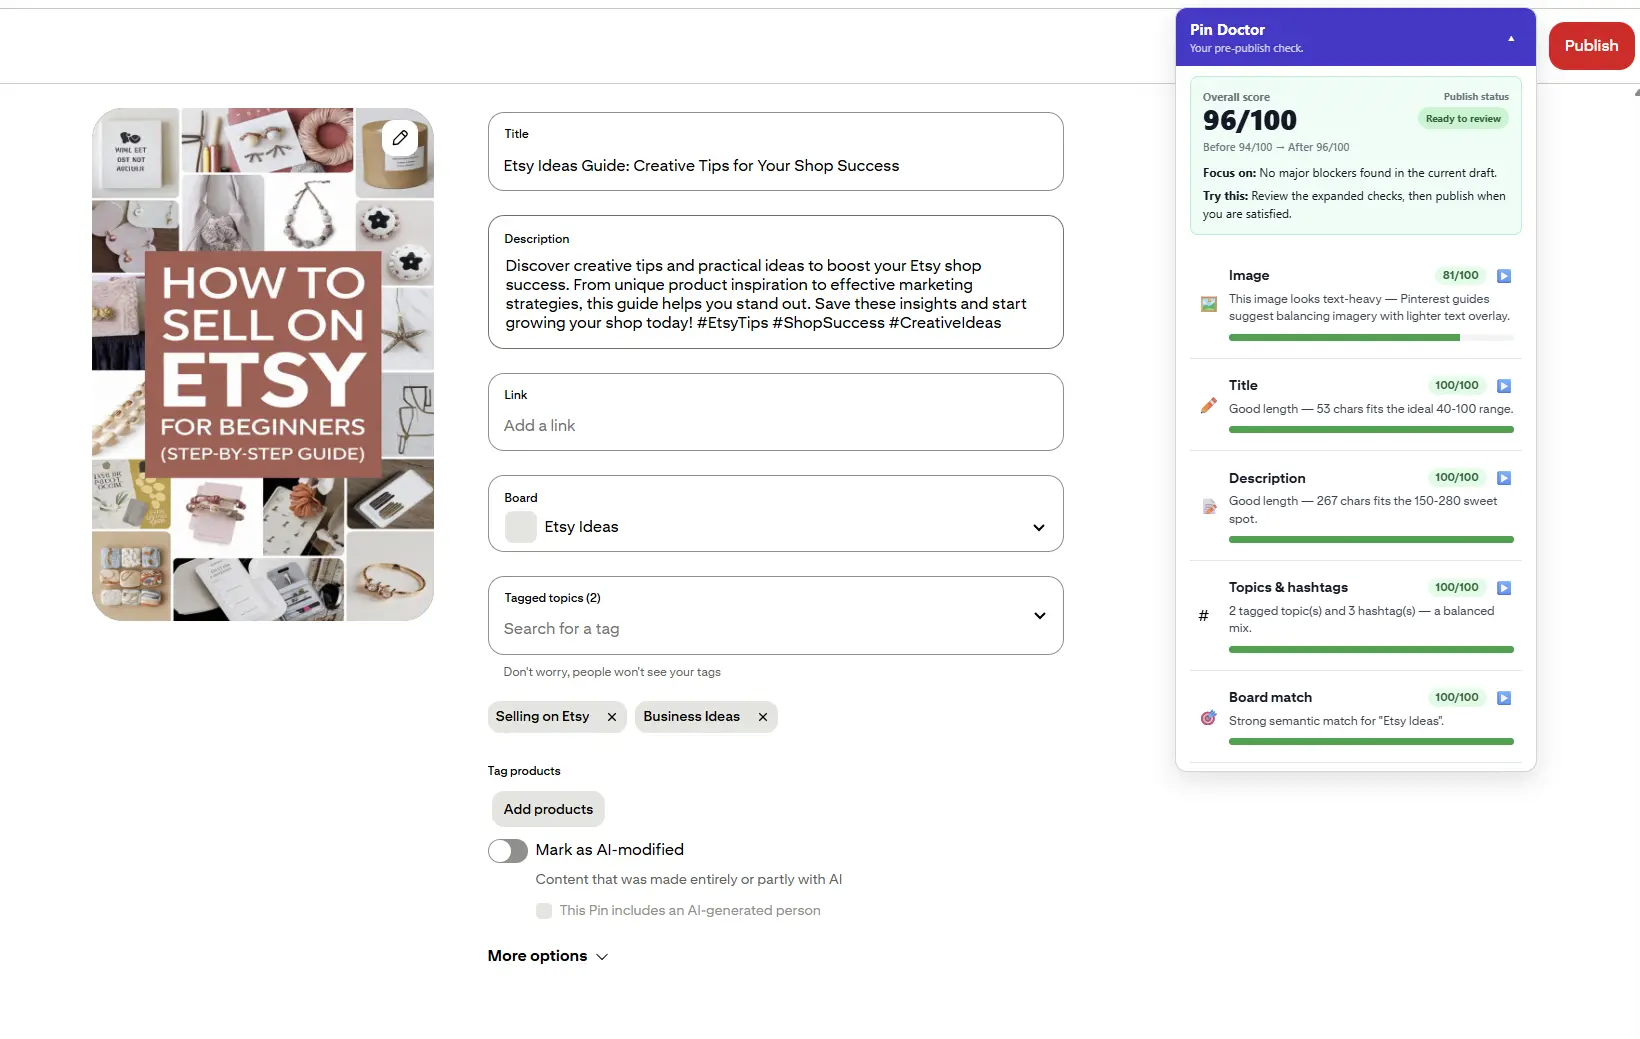 Pin Doctor
Your pre-publish check.
▲
Publish
HOW TO
SELL ON
ETSY
FOR BEGINNERS
(STEP-BY-STEP GUIDE)
Title
Etsy Ideas Guide: Creative Tips for Your Shop Success
Description
Discover creative tips and practical ideas to boost your Etsy shop
success. From unique product inspiration to effective marketing
strategies, this guide helps you stand out. Save these insights and start
growing your shop today! #EtsyTips #ShopSuccess #CreativeIdeas
Link
Add a link
Board
Etsy Ideas
Tagged topics (2)
Search for a tag
Don't worry, people won't see your tags
Selling on Etsy ✕ Business Ideas ✕
Tag products
Add products
Mark as AI-modified
Content that was made entirely or partly with AI
This Pin includes an AI-generated person
More options
Overall score
96/100
Before 94/100 → After 96/100
Publish status
Ready to review
Focus on: No major blockers found in the current draft.
Try this: Review the expanded checks, then publish when
you are satisfied.
Image 81/100
This image looks text-heavy — Pinterest guides
suggest balancing imagery with lighter text overlay.
Title 100/100
Good length — 53 chars fits the ideal 40-100 range.
Description 100/100
Good length — 267 chars fits the 150-280 sweet
spot.
#
Topics & hashtags 100/100
2 tagged topic(s) and 3 hashtag(s) — a balanced
mix.
Board match 100/100
Strong semantic match for "Etsy Ideas".